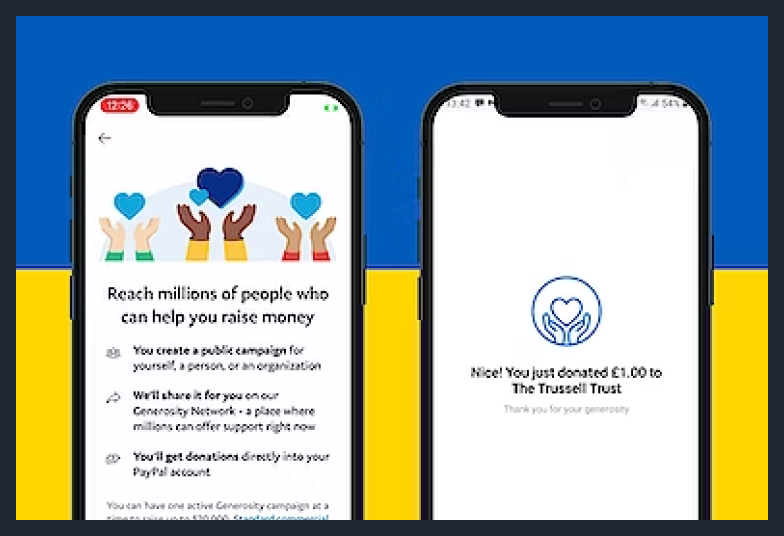 12:26
Reach millions of people who
can help you raise money
You create a public campaign for
yourself, a person, or an organization
We'll share it for you on our
Generosity Network - a place where
millions can offer support right now
You'll get donations directly into your
PayPal account
You can have one active Generosity campaign at a
time to raise up to $20,000. Standard commercial
13:42 54%
Nice! You just donated £1.00 to
The Trussell Trust
Thank you for your generosity